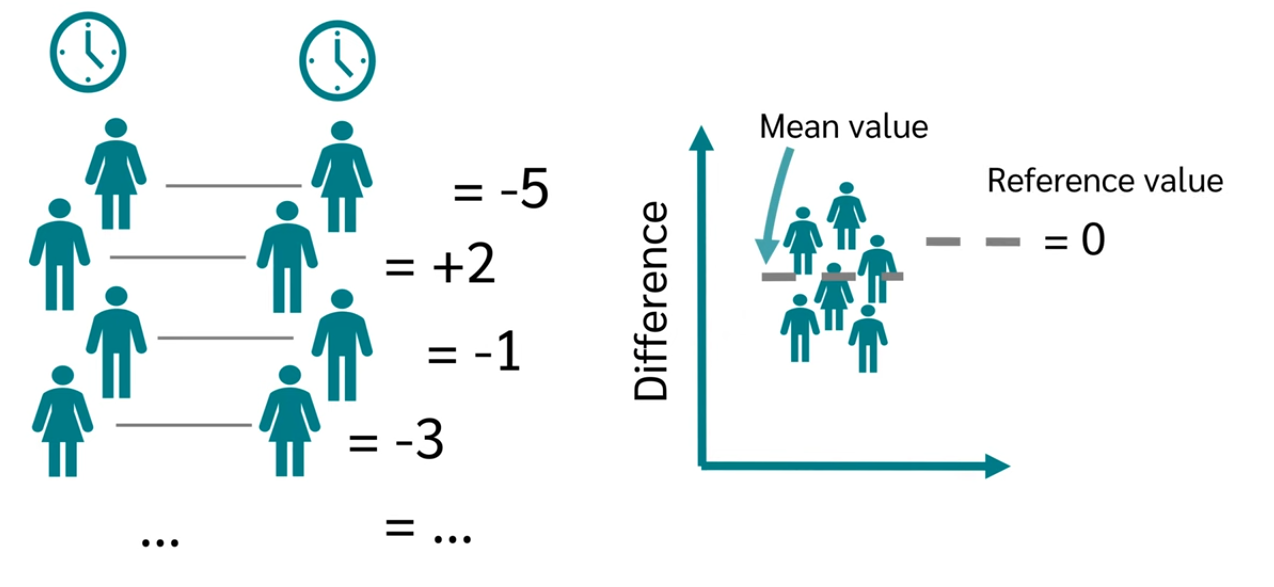 = -5
= +2
= -1
= -3
...
= ...
Mean value
Reference value
= 0
Difference